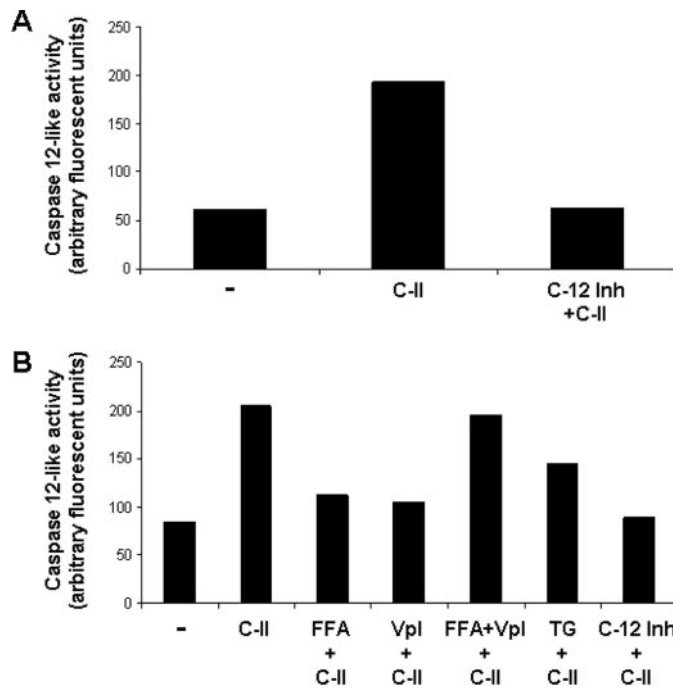 A
Caspase 12-like activity
(arbitrary fluorescent units)
250
200
150
100
50
0
- C-II C-12 Inh
+C-II
B
Caspase 12-like activity
(arbitrary fluorescent units)
250
200
150
100
50
0
- C-II FFA Vpl FFA+Vpl TG C-12 Inh
+ + + + +
C-II C-II C-II C-II C-II